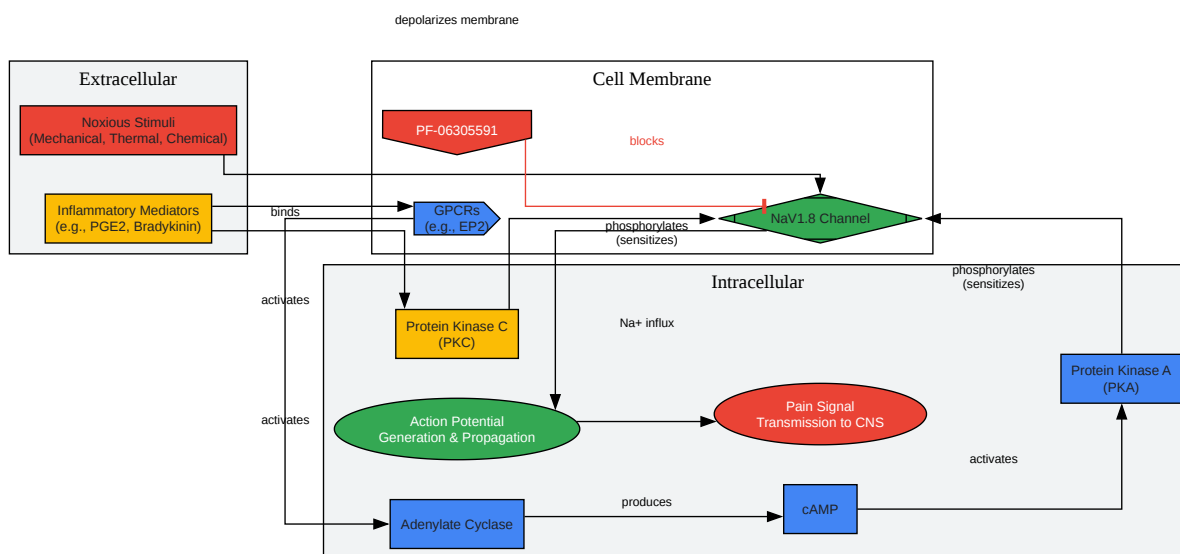 depolarizes membrane
Extracellular
Cell Membrane
Noxious Stimuli
(Mechanical, Thermal, Chemical)
PF-06305591
blocks
Inflammatory Mediators
(e.g., PGE2, Bradykinin)
binds
GPCRs
(e.g., EP2)
NaV1.8 Channel
phosphorylates
(sensitizes)
Intracellular
phosphorylates
(sensitizes)
activates
Protein Kinase C
(PKC)
Na+ influx
Protein Kinase A
(PKA)
activates
Action Potential
Generation & Propagation
Pain Signal
Transmission to CNS
activates
Adenylate Cyclase
produces
cAMP